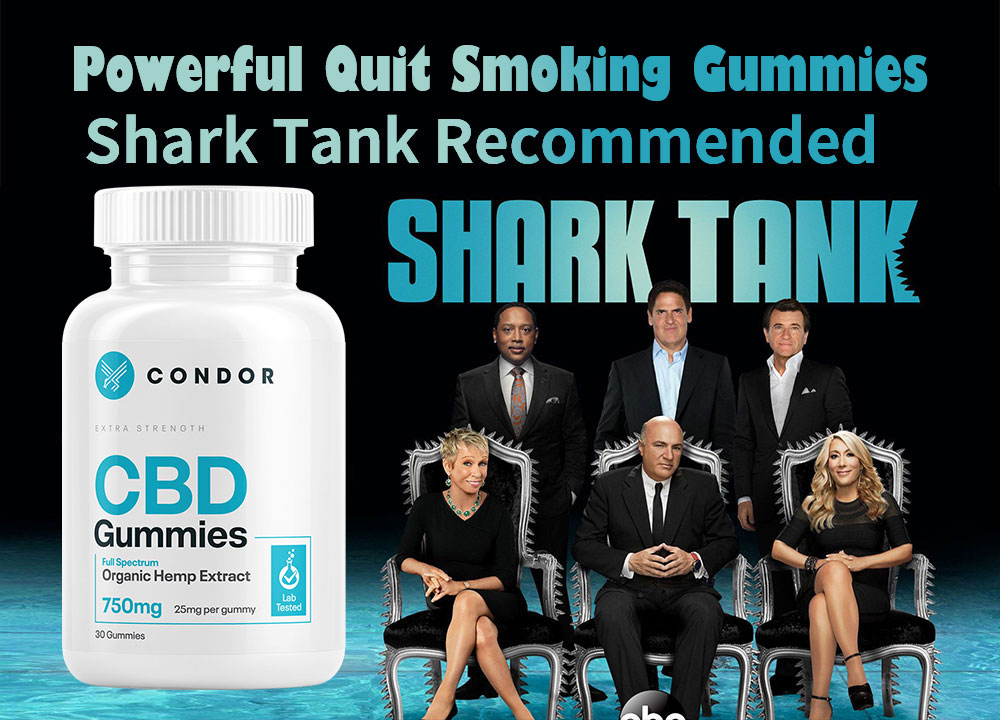 Powerful Quit Smoking Gummies
Shark Tank Recommended
SHARK TANK
CONDOR
EXTRA STRENGTH
CBD
Gummies
Full Spectrum
Organic Hemp Extract
750mg 25mg per gummy
Lab
Tested
30 Gummies
abc